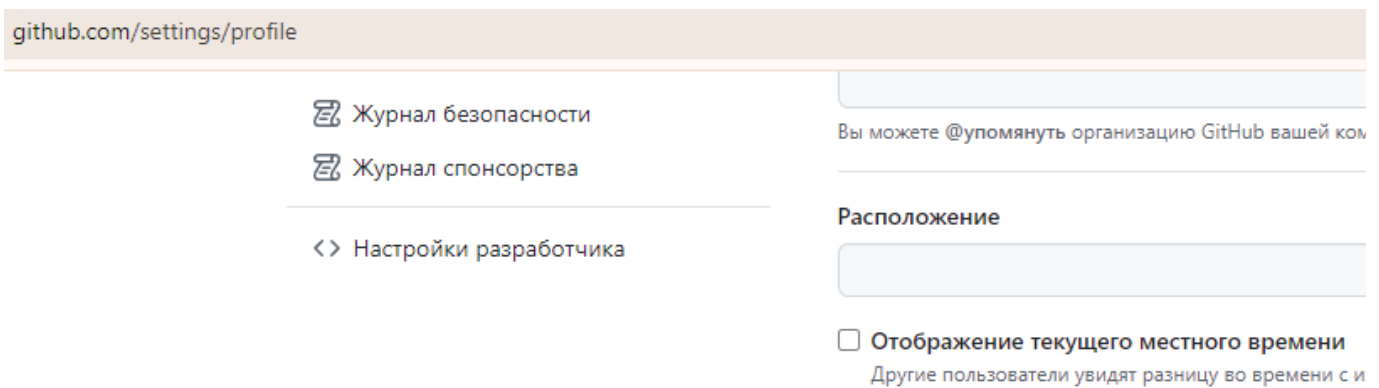 github.com/settings/profile
Журнал безопасности
Журнал спонсорства
Настройки разработчика
Вы можете @упомянуть организацию GitHub вашей ком
Расположение
Отображение текущего местного времени
Другие пользователи увидят разницу во времени с и